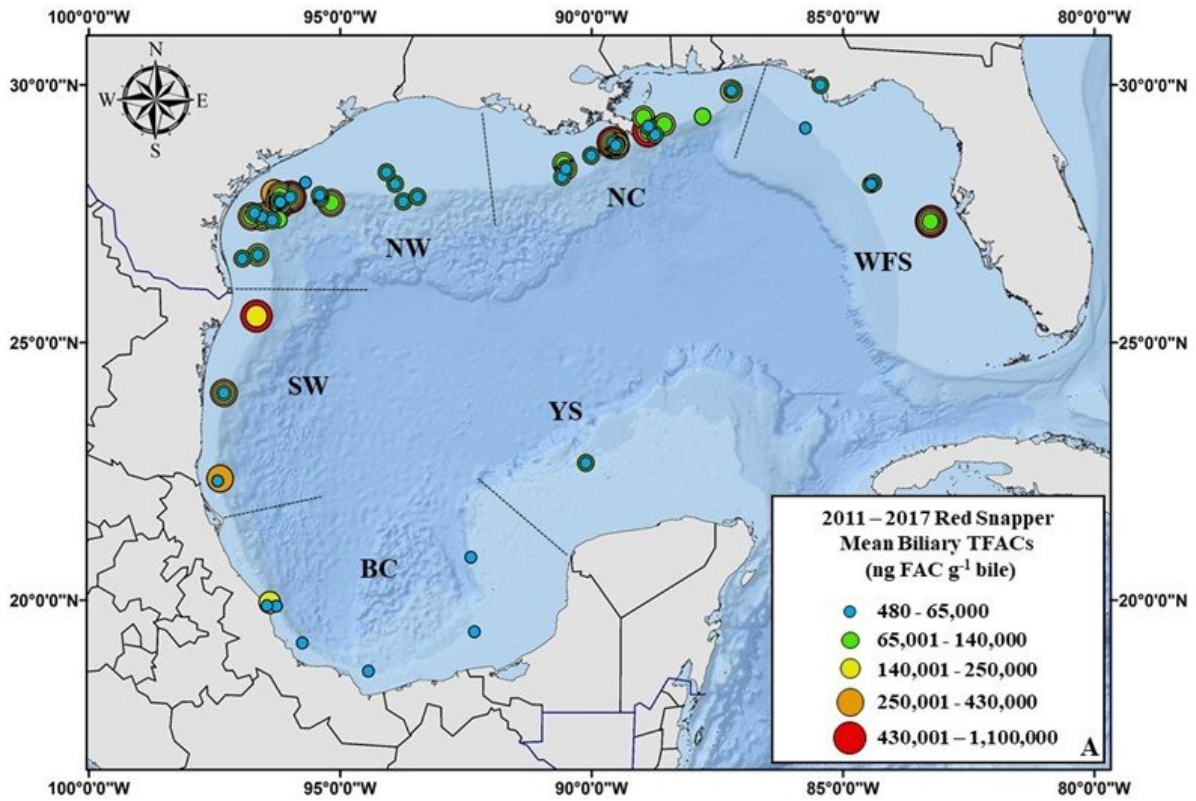 100°0'0"W 95°0'0"W 90°0'0"W 85°0'0"W 80°0'0"W
N
W E
S
30°0'0"N 30°0'0"N
NC
NW
WFS
25°0'0"N 25°0'0"N
SW
YS
BC
20°0'0"N 20°0'0"N
2011 – 2017 Red Snapper
Mean Biliary TFACs
(ng FAC g-1 bile)
480 - 65,000
65,001 - 140,000
140,001 - 250,000
250,001 - 430,000
430,001 – 1,100,000
A
100°0'0"W 95°0'0"W 90°0'0"W 85°0'0"W 80°0'0"W